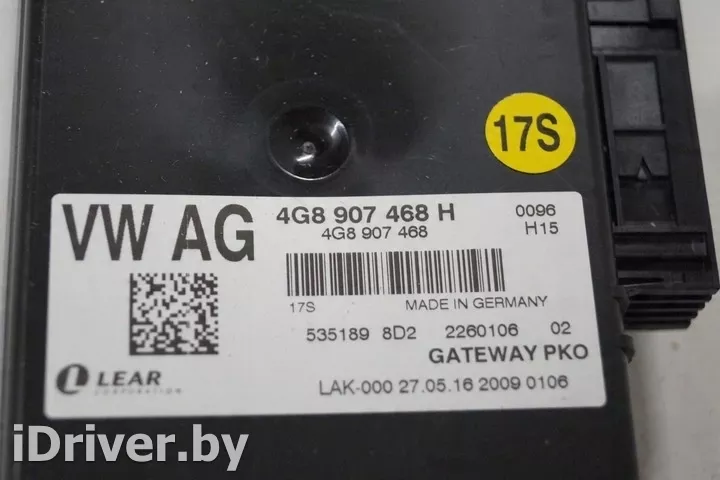 17S
VW AG
4G8 907 468 H 0096
4G8 907 468 H15
17S MADE IN GERMANY
535189 8D2 2260106 02
GATEWAY PKO
LEAR
CORPORATION
LAK-000 27.05.16 2009 0106
iDriver.by